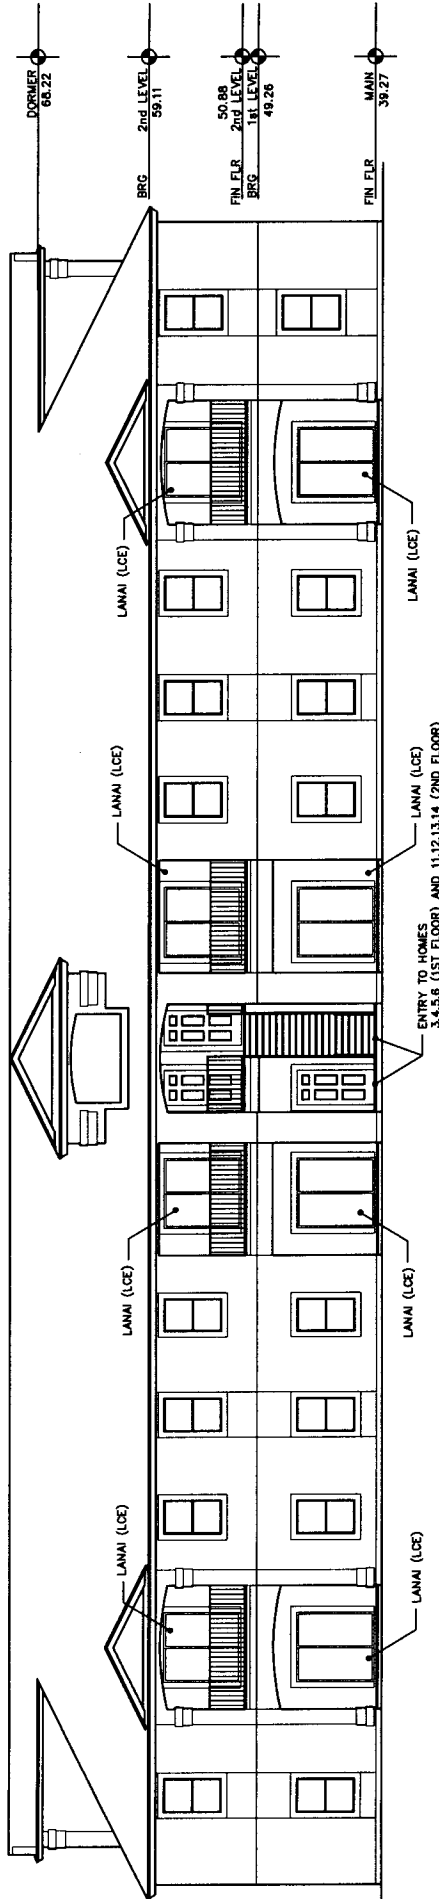 DORMER
68.22
BRG
2nd LEVEL
59.11
50.88
FIN FLR
2nd LEVEL
BRG
1st LEVEL
49.26
FIN FLR
MAIN
39.27
LANAI (LCE)
LANAI (LCE)
LANAI (LCE)
LANAI (LCE)
LANAI (LCE)
LANAI (LCE)
LANAI (LCE)
LANAI (LCE)
ENTRY TO HOMES
3,4,5,6 (1ST FLOOR) AND 11,12,13,14 (2ND FLOOR)